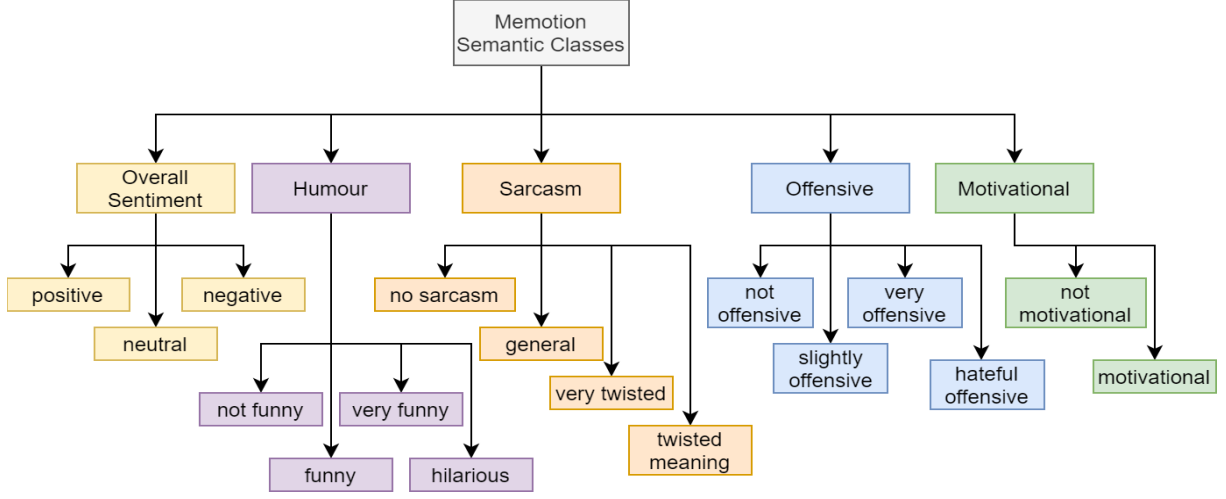 Memotion
Semantic Classes
Overall
Sentiment
Humour
Sarcasm
Offensive
Motivational
positive
negative
neutral
not funny
very funny
funny
hilarious
no sarcasm
general
very twisted
twisted
meaning
not
offensive
very
offensive
slightly
offensive
hateful
offensive
not
motivational
motivational